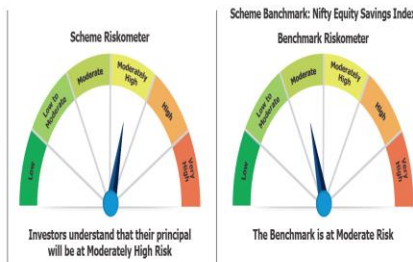 Scheme Riskometer
Low
Low to
Moderate
Moderate
Moderately
High
High
Very
High
Investors understand that their principal
will be at Moderately High Risk
Scheme Banchmark: Nifty Equity Savings Index
Benchmark Riskometer
Low
Low to
Moderate
Moderate
Moderately
High
High
Very
High
The Benchmark is at Moderate Risk